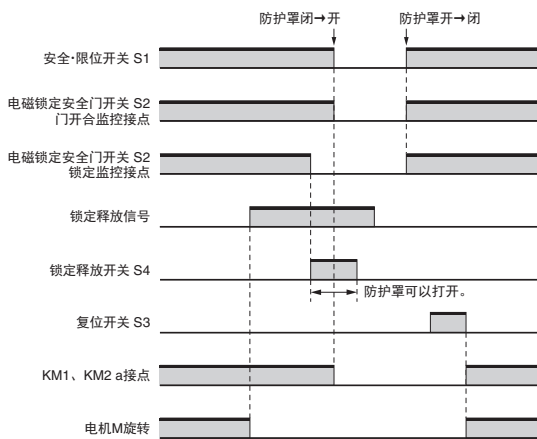 防护罩闭→开 防护罩开→闭
安全·限位开关 S1
电磁锁定安全门开关 S2
门开合监控接点
电磁锁定安全门开关 S2
锁定监控接点
锁定释放信号
锁定释放开关 S4
防护罩可以打开。
复位开关 S3
KM1、KM2 a接点
电机M旋转